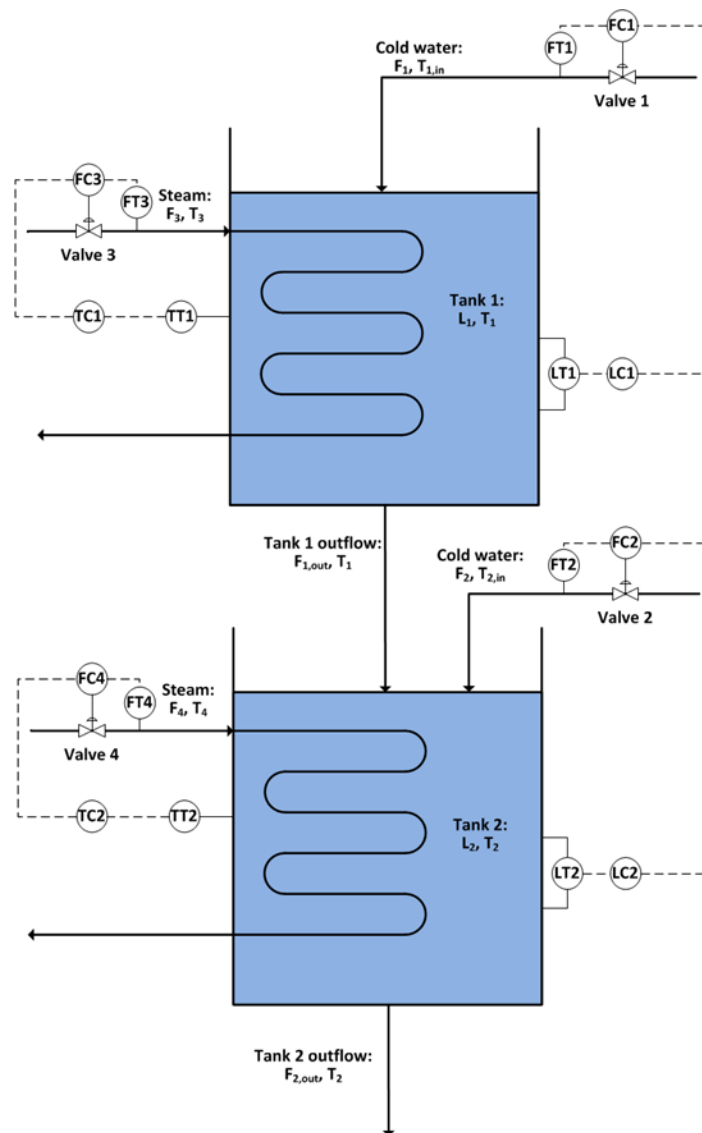 FC1
Cold water:
F1, T1,in
FT1
Valve 1
FC3
FT3
Steam:
F3, T3
Valve 3
Tank 1:
L1, T1
TC1
TT1
LT1
LC1
Tank 1 outflow:
F1,out, T1
Cold water:
F2, T2,in
FC2
FT2
Valve 2
FC4
FT4
Steam:
F4, T4
Valve 4
TC2
TT2
Tank 2:
L2, T2
LT2
LC2
Tank 2 outflow:
F2,out, T2